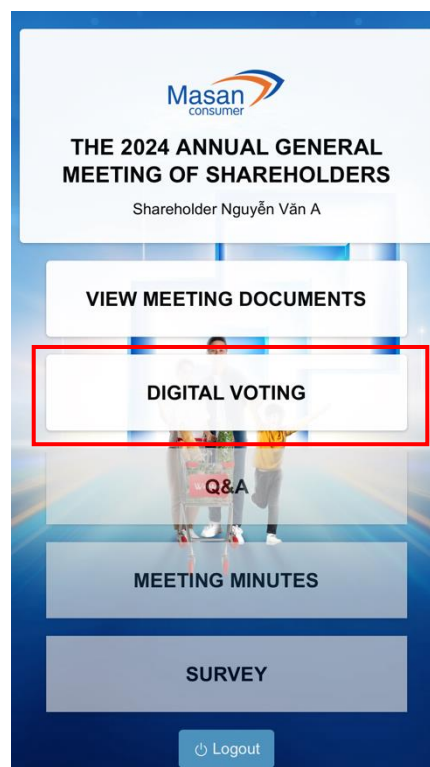 Masan
consumer
THE 2024 ANNUAL GENERAL
MEETING OF SHAREHOLDERS
Shareholder Nguyễn Văn A
VIEW MEETING DOCUMENTS
DIGITAL VOTING
Q&A
MEETING MINUTES
SURVEY
Logout